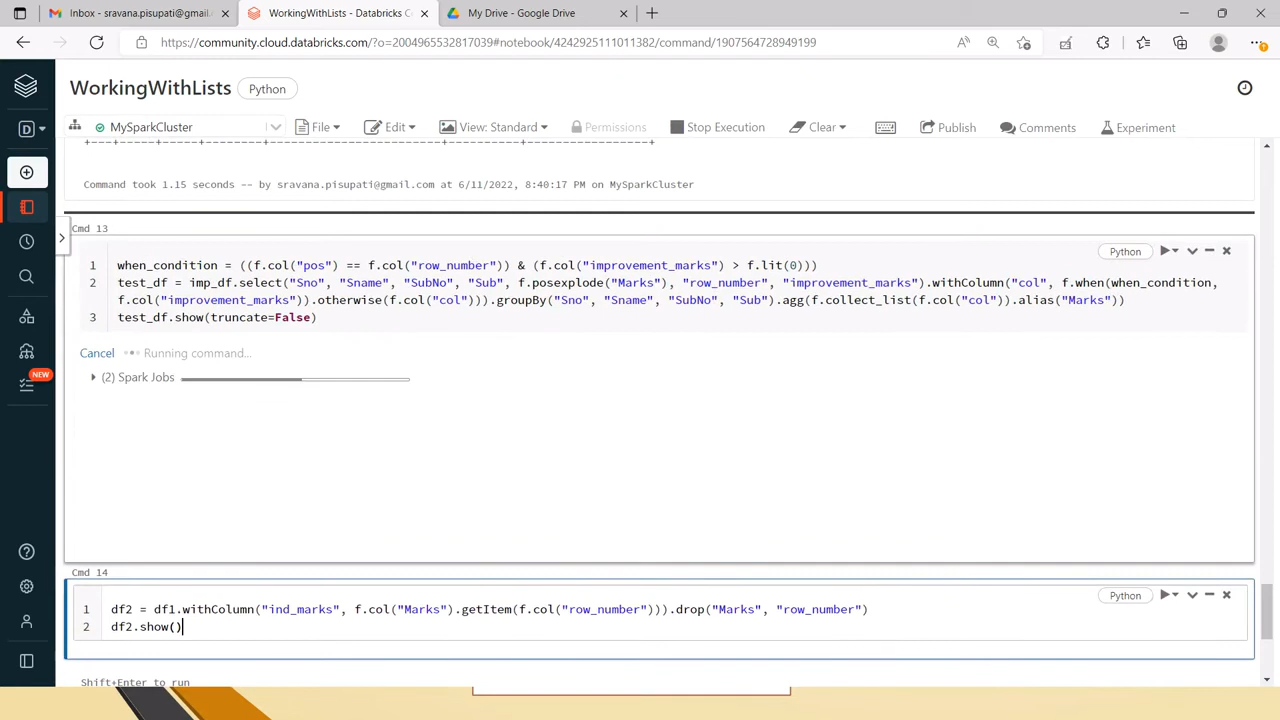 Inbox - sravana.pisupati@gmail.
WorkingWithLists - Databricks C
My Drive - Google Drive
https://community.cloud.databricks.com/?o=2004965532817039#notebook/4242925111011382/command/1907564728949199
WorkingWithLists
Python
D
MySparkCluster
File
Edit
View: Standard
Permissions
Stop Execution
Clear
Publish
Comments
Experiment
+---+-----+-----+--------+-------------------------+----------+-----------------+
Command took 1.15 seconds -- by sravana.pisupati@gmail.com at 6/11/2022, 8:40:17 PM on MySparkCluster
Cmd 13
Python
1 when_condition = ((f.col("pos") == f.col("row_number")) & (f.col("improvement_marks") > f.lit(0)))
2 test_df = imp_df.select("Sno", "Sname", "SubNo", "Sub", f.posexplode("Marks"), "row_number", "improvement_marks").withColumn("col", f.when(when_condition,
f.col("improvement_marks")).otherwise(f.col("col"))).groupBy("Sno", "Sname", "SubNo", "Sub").agg(f.collect_list(f.col("col")).alias("Marks"))
3 test_df.show(truncate=False)
Cancel Running command...
(2) Spark Jobs
NEW
Cmd 14
Python
1 df2 = df1.withColumn("ind_marks", f.col("Marks").getItem(f.col("row_number"))).drop("Marks", "row_number")
2 df2.show()
Shift+Enter to run